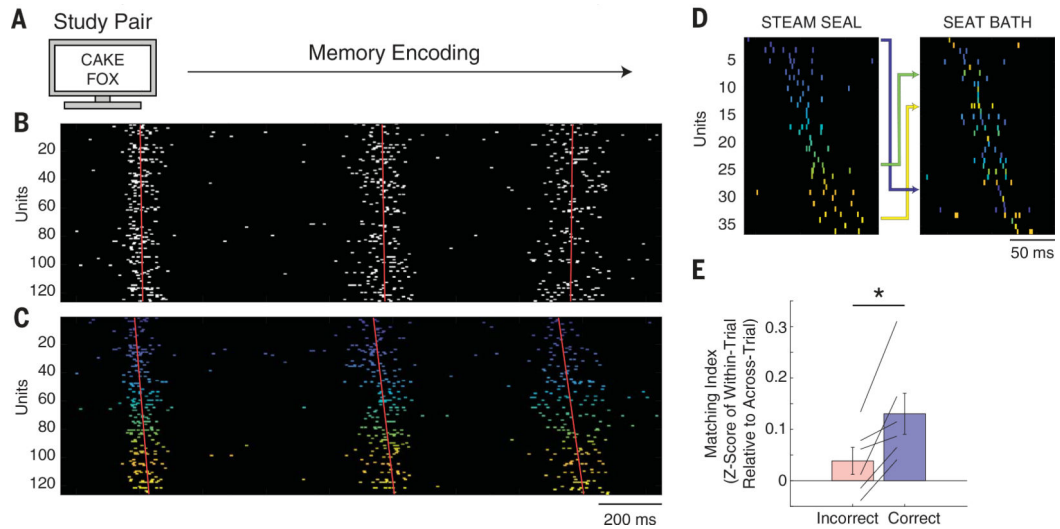 A
Study Pair
CAKE
FOX
Memory Encoding
B
Units
20
40
60
80
100
120
C
Units
20
40
60
80
100
120
200 ms
D
STEAM SEAL
SEAT BATH
Units
5
10
15
20
25
30
35
50 ms
E
*
Matching Index
(Z-Score of Within-Trial
Relative to Across-Trial)
0.3
0.2
0.1
0
Incorrect
Correct